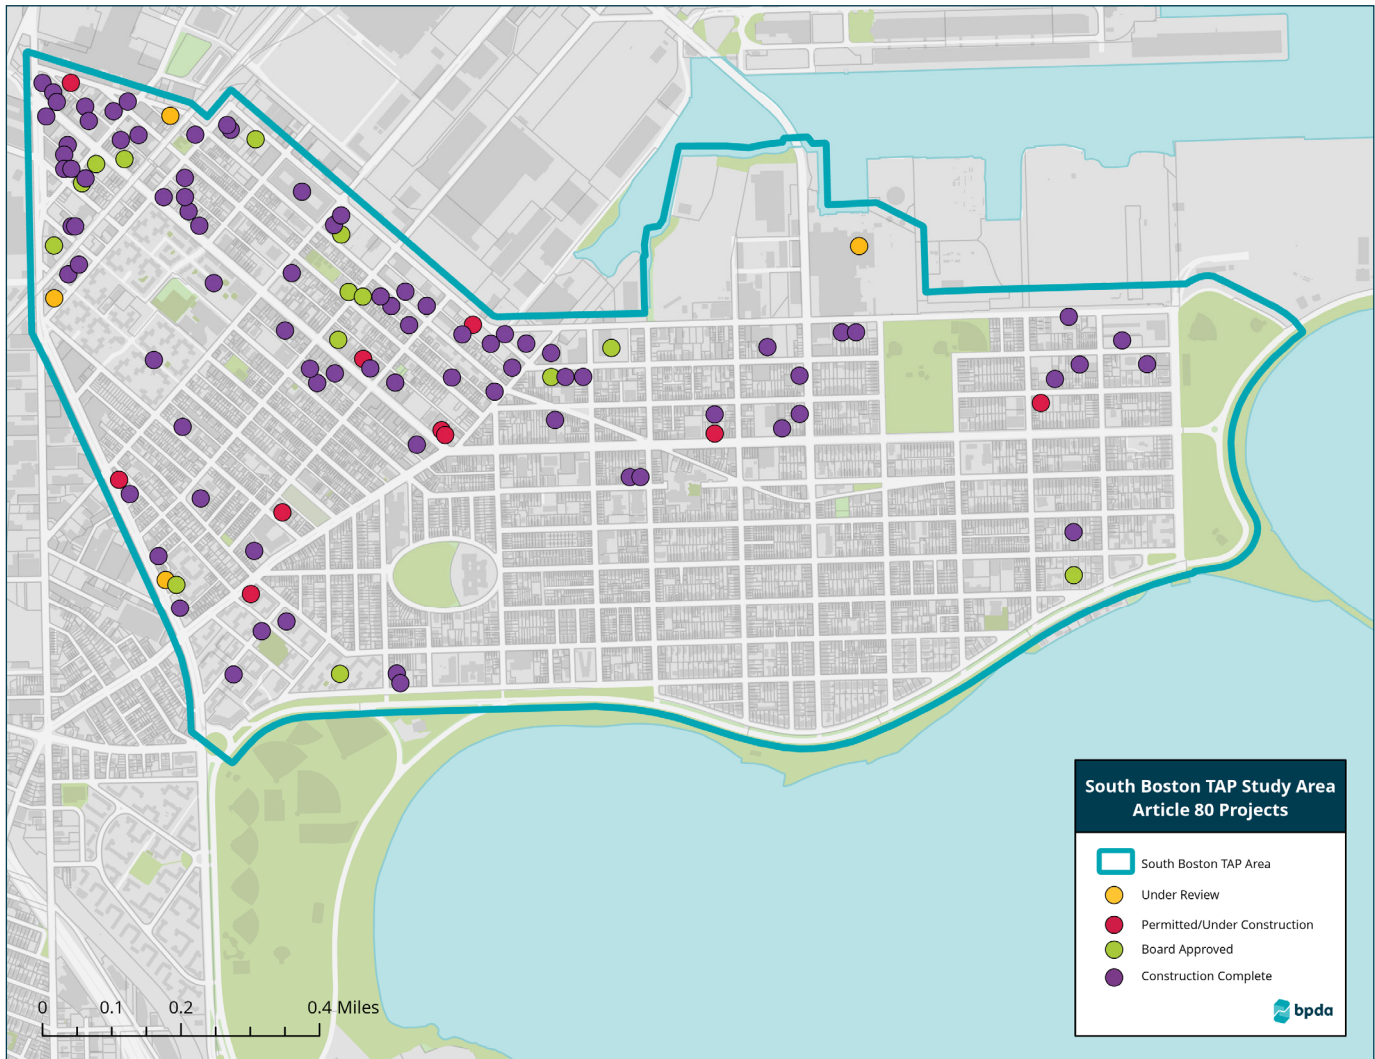 South Boston TAP Study Area
Article 80 Projects
South Boston TAP Area
Under Review
Permitted/Under Construction
Board Approved
Construction Complete
bpda
0 0.1 0.2 0.4 Miles